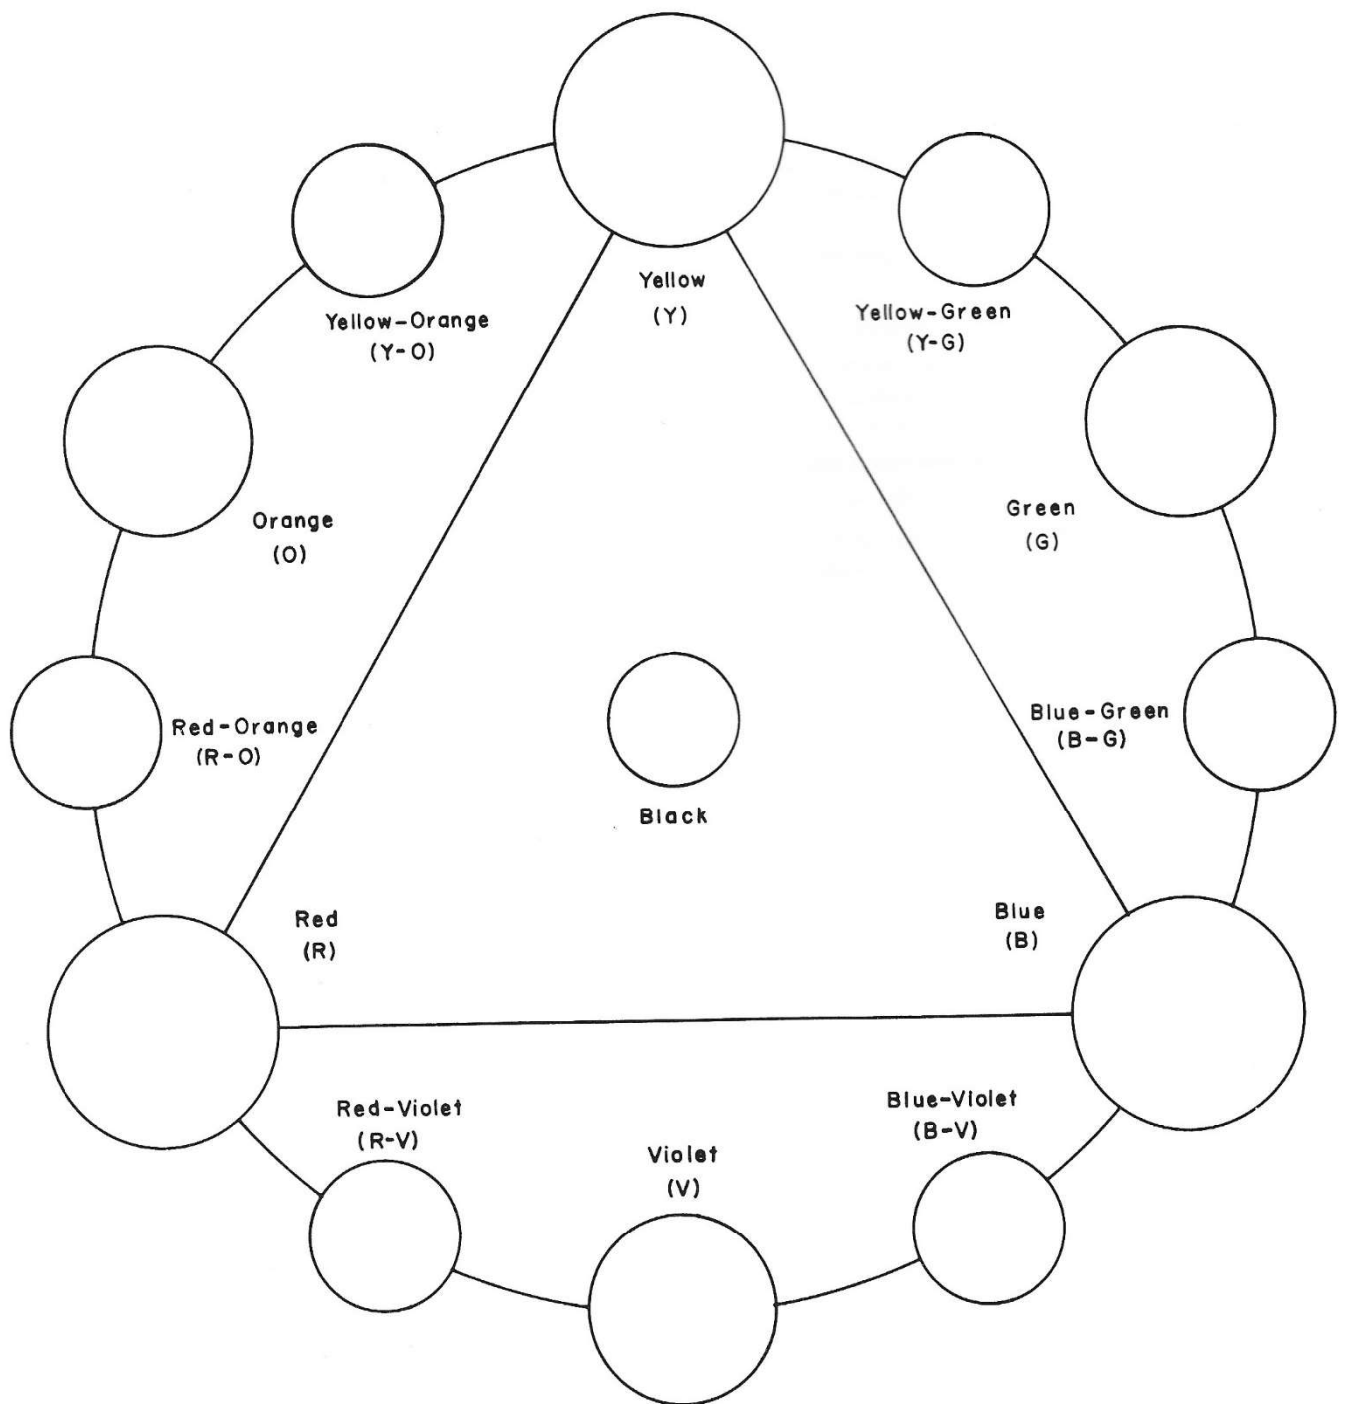 Yellow
(Y)
Yellow-Green
(Y-G)
Green
(G)
Blue-Green
(B-G)
Blue
(B)
Blue-Violet
(B-V)
Violet
(V)
Red-Violet
(R-V)
Red
(R)
Red-Orange
(R-O)
Orange
(O)
Yellow-Orange
(Y-O)
Black